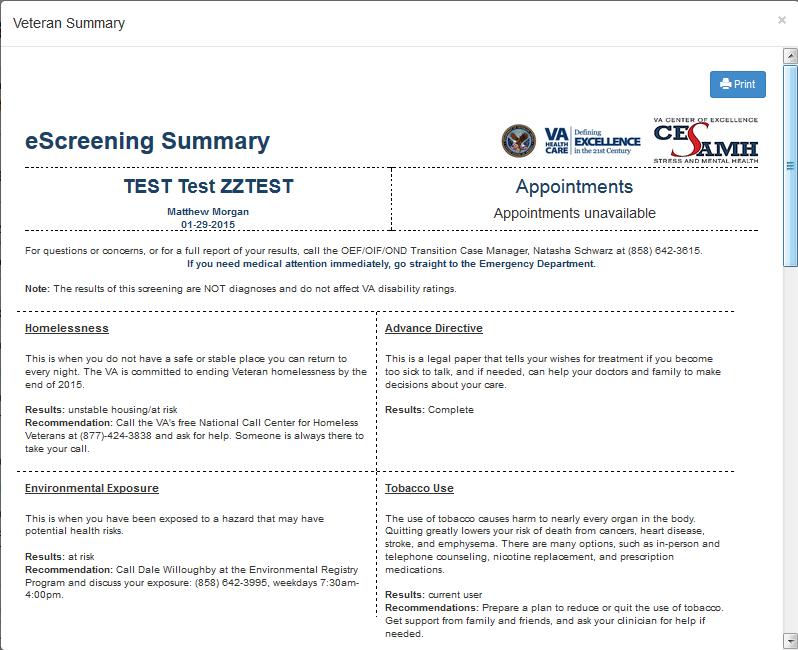 Veteran Summary ×
Print
eScreening Summary
VA
HEALTH
CARE
Defining
EXCELLENCE
in the 21st Century
VA CENTER OF EXCELLENCE
CESAMH
STRESS AND MENTAL HEALTH
TEST Test ZZTEST
Matthew Morgan
01-29-2015
Appointments
Appointments unavailable
For questions or concerns, or for a full report of your results, call the OEF/OIF/OND Transition Case Manager, Natasha Schwarz at (858) 642-3615.
If you need medical attention immediately, go straight to the Emergency Department.
Note: The results of this screening are NOT diagnoses and do not affect VA disability ratings.
Homelessness
This is when you do not have a safe or stable place you can return to
every night. The VA is committed to ending Veteran homelessness by the
end of 2015.
Results: unstable housing/at risk
Recommendation: Call the VA's free National Call Center for Homeless
Veterans at (877)-424-3838 and ask for help. Someone is always there to
take your call.
Advance Directive
This is a legal paper that tells your wishes for treatment if you become
too sick to talk, and if needed, can help your doctors and family to make
decisions about your care.
Results: Complete
Environmental Exposure
This is when you have been exposed to a hazard that may have
potential health risks.
Results: at risk
Recommendation: Call Dale Willoughby at the Environmental Registry
Program and discuss your exposure: (858) 642-3995, weekdays 7:30am-
4:00pm.
Tobacco Use
The use of tobacco causes harm to nearly every organ in the body.
Quitting greatly lowers your risk of death from cancers, heart disease,
stroke, and emphysema. There are many options, such as in-person and
telephone counseling, nicotine replacement, and prescription
medications.
Results: current user
Recommendations: Prepare a plan to reduce or quit the use of tobacco.
Get support from family and friends, and ask your clinician for help if
needed.